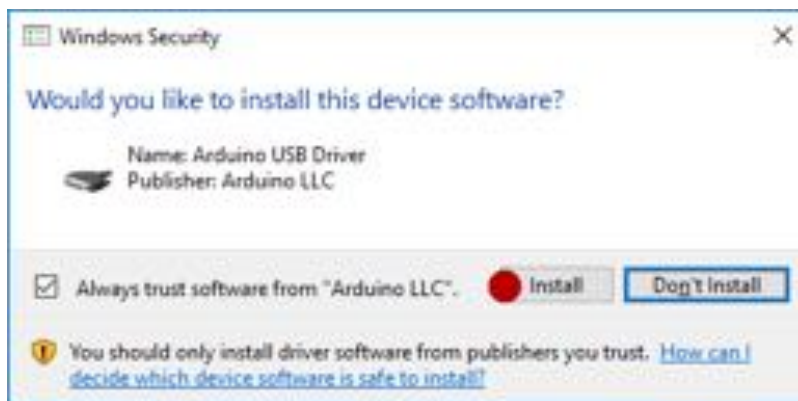 Windows Security
Would you like to install this device software?
Name: Arduino USB Driver
Publisher: Arduino LLC
Always trust software from "Arduino LLC". Install Don't Install
You should only install driver software from publishers you trust. How can I
decide which device software is safe to install?